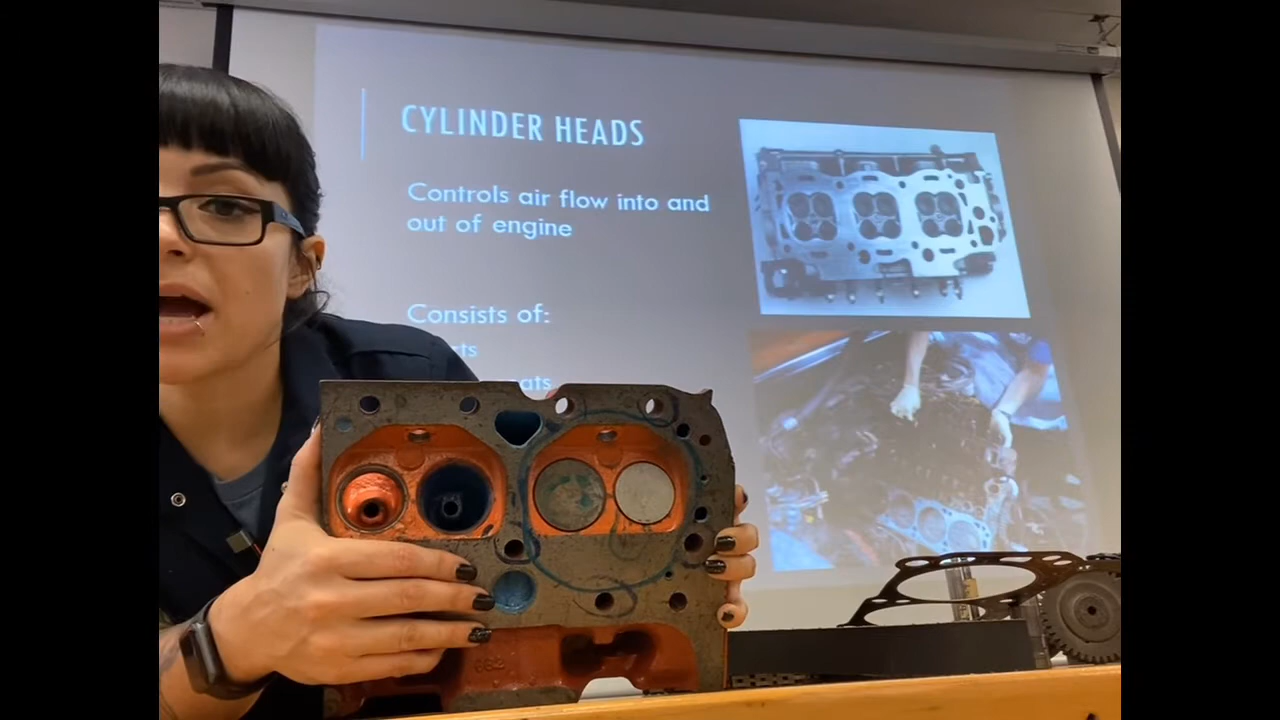 CYLINDER HEADS
Controls air flow into and
out of engine
Consists of: